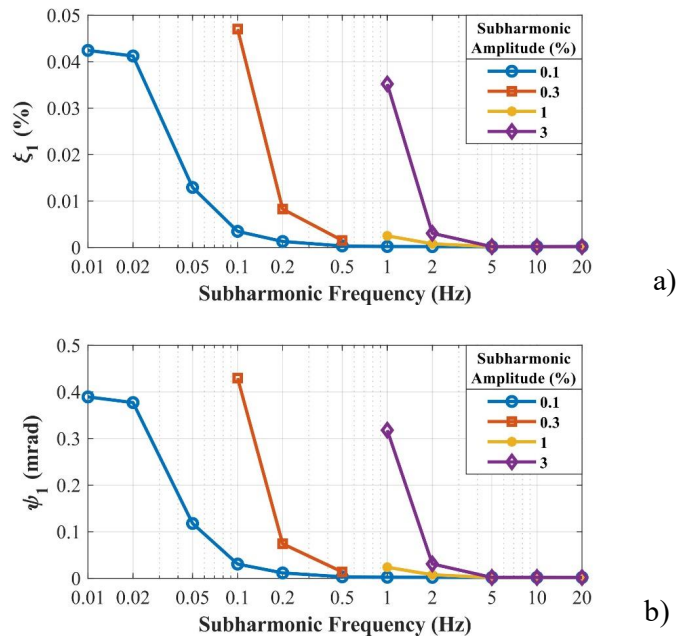 0.05
0.04
0.03
0.02
0.01
0
ξ1 (%)
Subharmonic
Amplitude (%)
0.1
0.3
1
3
0.01 0.02 0.05 0.1 0.2 0.5 1 2 5 10 20
Subharmonic Frequency (Hz)
a)
0.5
0.4
0.3
0.2
0.1
0
ψ1 (mrad)
Subharmonic
Amplitude (%)
0.1
0.3
1
3
0.01 0.02 0.05 0.1 0.2 0.5 1 2 5 10 20
Subharmonic Frequency (Hz)
b)